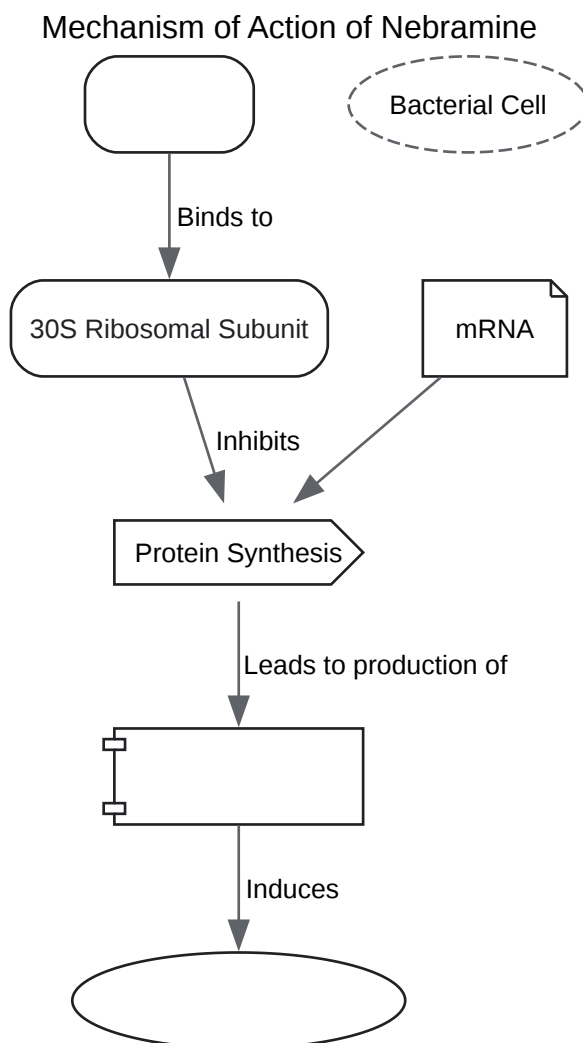 Mechanism of Action of Nebramine
Bacterial Cell
Binds to
30S Ribosomal Subunit
mRNA
Inhibits
Protein Synthesis
Leads to production of
Induces